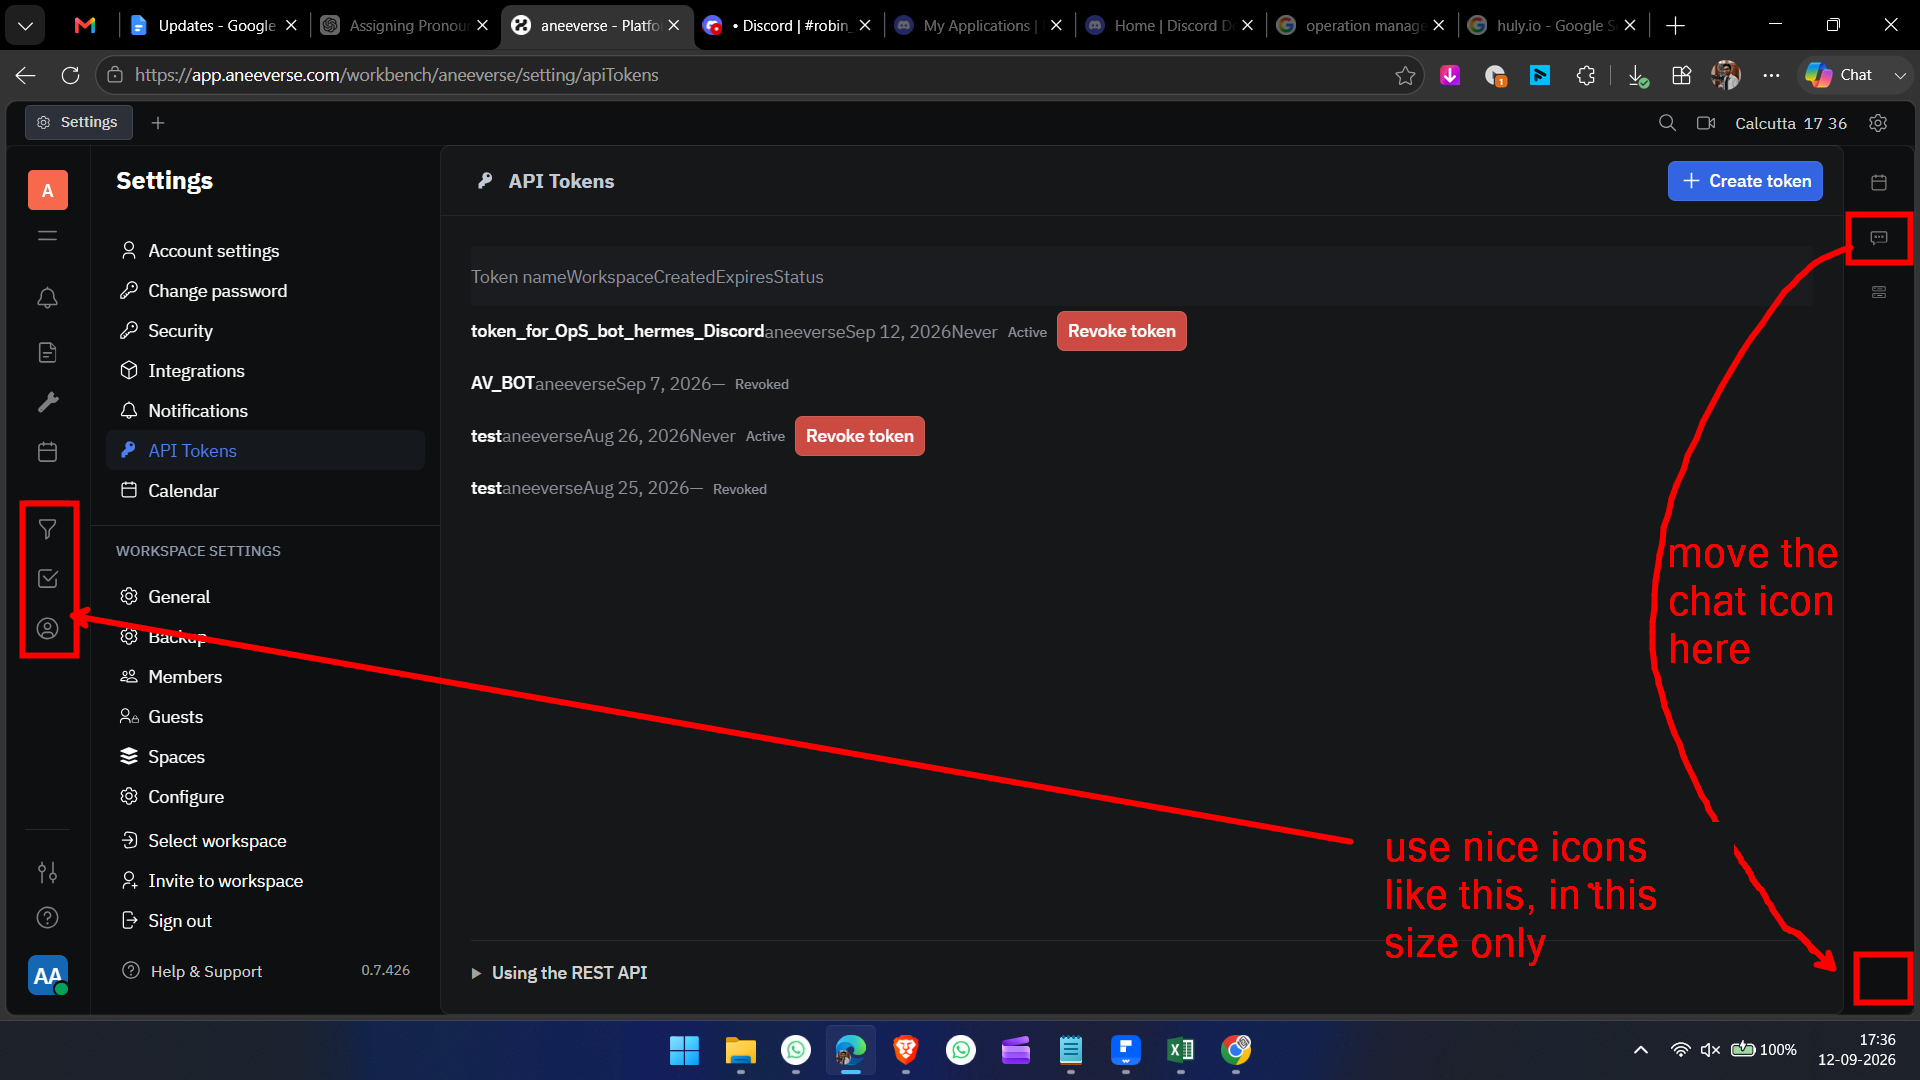 Updates - Google
Assigning Pronou
aneeverse - Platfo
• Discord | #robin_
My Applications |
Home | Discord D
operation manage
huly.io - Google S
https://app.aneeverse.com/workbench/aneeverse/setting/apiTokens
1
Chat
Settings
Calcutta 17 36
A
Settings
API Tokens
Create token
Account settings
Change password
Security
Integrations
Notifications
API Tokens
Calendar
Token nameWorkspaceCreatedExpiresStatus
token_for_OpS_bot_hermes_DiscordaneeverseSep 12, 2026Never Active Revoke token
AV_BOTaneeverseSep 7, 2026— Revoked
testaneeverseAug 26, 2026Never Active Revoke token
testaneeverseAug 25, 2026— Revoked
WORKSPACE SETTINGS
General
Backup
Members
Guests
Spaces
Configure
Select workspace
Invite to workspace
Sign out
Help & Support 0.7.426
AA
move the
chat icon
here
use nice icons
like this, in this
size only
Using the REST API
100%
17:36
12-09-2026